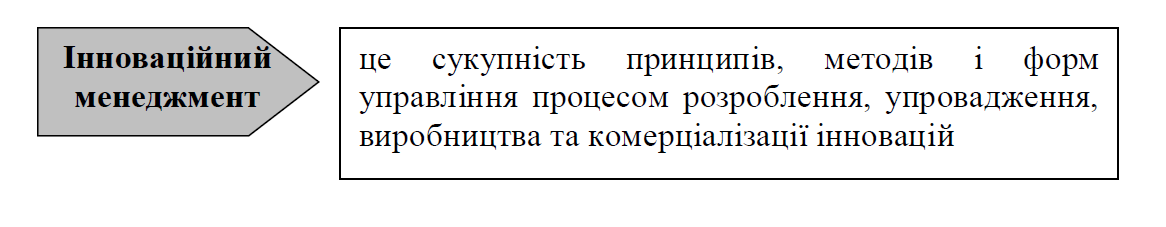 Інноваційний
менеджмент
це сукупність принципів, методів і форм
управління процесом розроблення, упровадження,
виробництва та комерціалізації інновацій